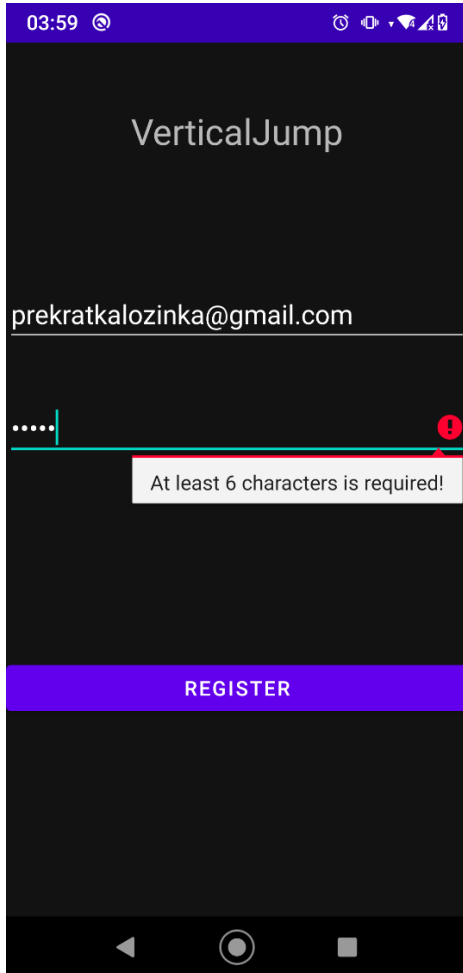 03:59
VerticalJump
prekratkalozinka@gmail.com
•••••
At least 6 characters is required!
REGISTER